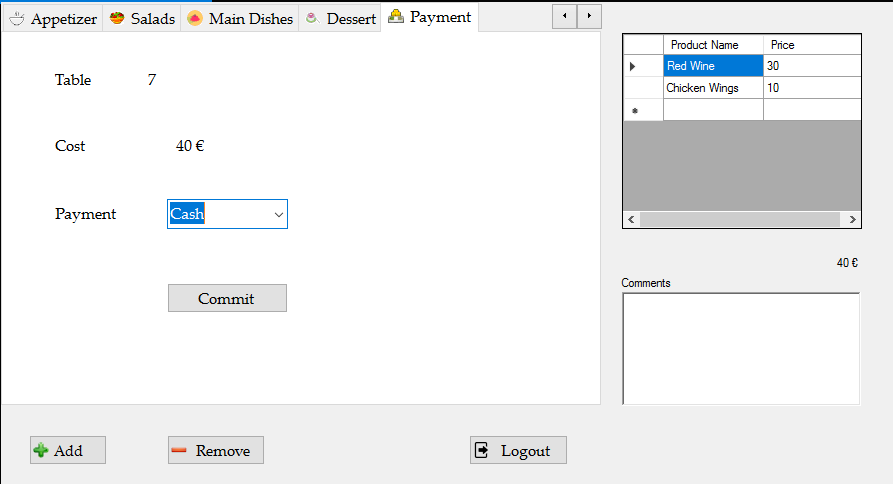 Appetizer Salads Main Dishes Dessert Payment
Table 7
Cost 40 €
Payment Cash
Commit
Product Name Price
Red Wine 30
Chicken Wings 10
40 €
Comments
Add Remove Logout